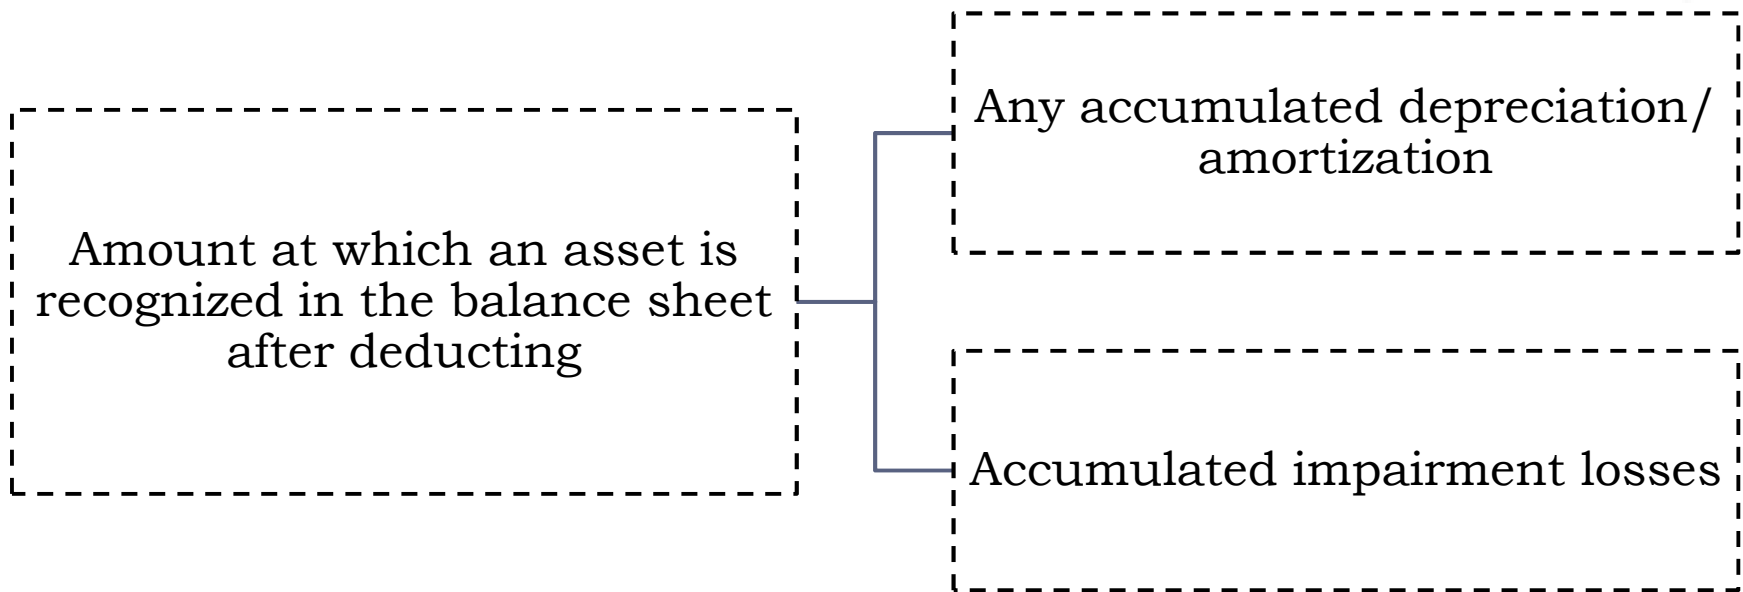 Amount at which an asset is
recognized in the balance sheet
after deducting
Any accumulated depreciation/
amortization
Accumulated impairment losses